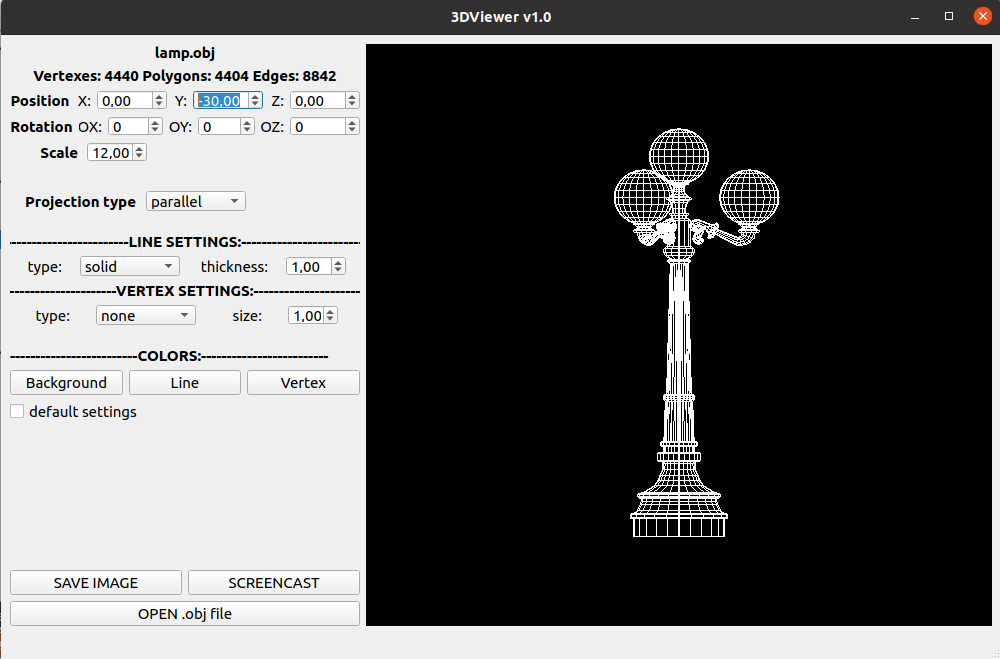 3DViewer v1.0
lamp.obj
Vertexes: 4440 Polygons: 4404 Edges: 8842
Position X: 0,00 Y: -30,00 Z: 0,00
Rotation OX: 0 OY: 0 OZ: 0
Scale 12,00
Projection type parallel
------------------------LINE SETTINGS:------------------------
type: solid thickness: 1,00
---------------------VERTEX SETTINGS:---------------------
type: none size: 1,00
-------------------------COLORS:-------------------------
Background Line Vertex
default settings
SAVE IMAGE SCREENCAST
OPEN .obj file